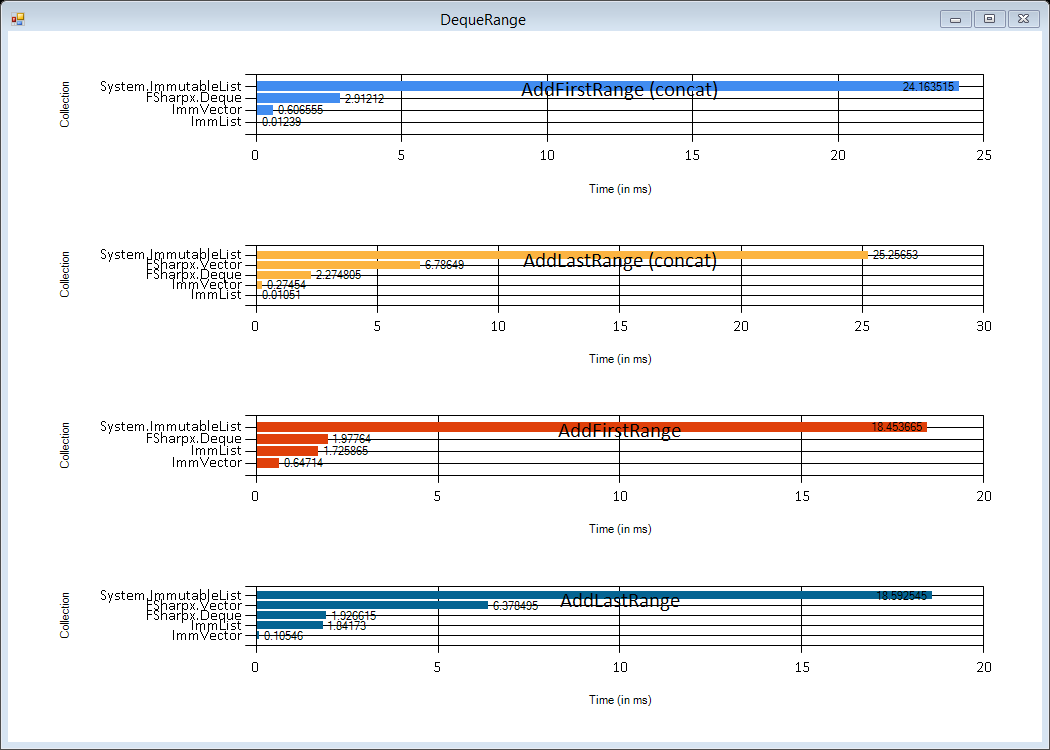 DequeRange
AddFirstRange (concat)
Collection
System.ImmutableList 24.163515
FSharpx.Deque 2.91212
ImmVector 0.606555
ImmList 0.01239
0 5 10 15 20 25
Time (in ms)
AddLastRange (concat)
Collection
System.ImmutableList 25.25653
FSharpx.Vector 6.78649
FSharpx.Deque 2.274805
ImmVector 0.27454
ImmList 0.01051
0 5 10 15 20 25 30
Time (in ms)
AddFirstRange
Collection
System.ImmutableList 18.453665
FSharpx.Deque 1.97764
ImmList 1.725865
ImmVector 0.64714
0 5 10 15 20
Time (in ms)
AddLastRange
Collection
System.ImmutableList 18.592545
FSharpx.Vector 6.378495
FSharpx.Deque 1.926615
ImmList 1.84173
ImmVector 0.10546
0 5 10 15 20
Time (in ms)